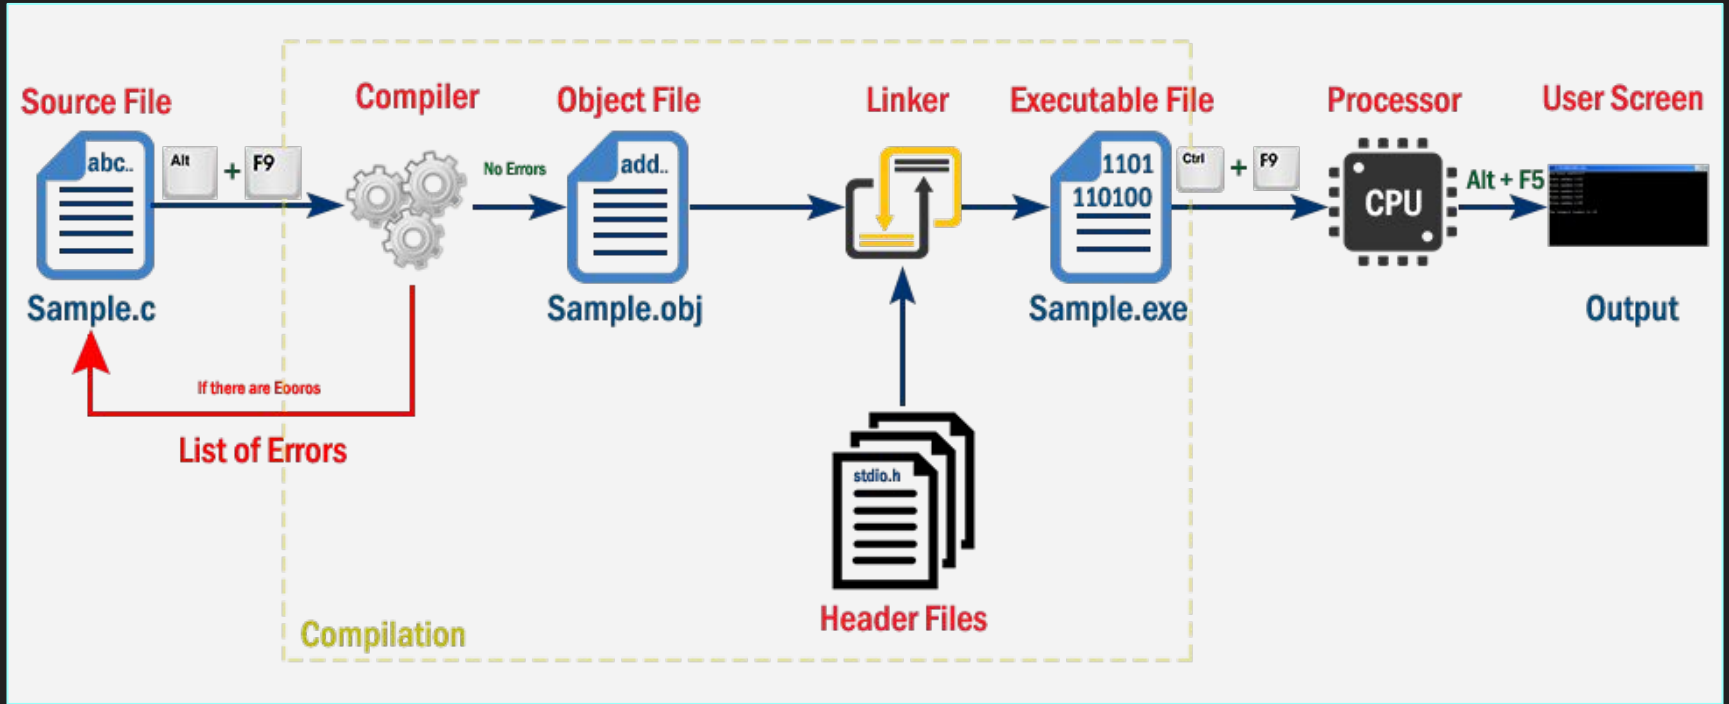 Source File
Compiler
Object File
Linker
Executable File
Processor
User Screen
abc..
Alt + F9
No Errors
add..
1101
110100
Ctrl + F9
CPU
Alt + F5
Sample.c
Sample.obj
Sample.exe
Output
If there are Eooros
List of Errors
stdio.h
Header Files
Compilation